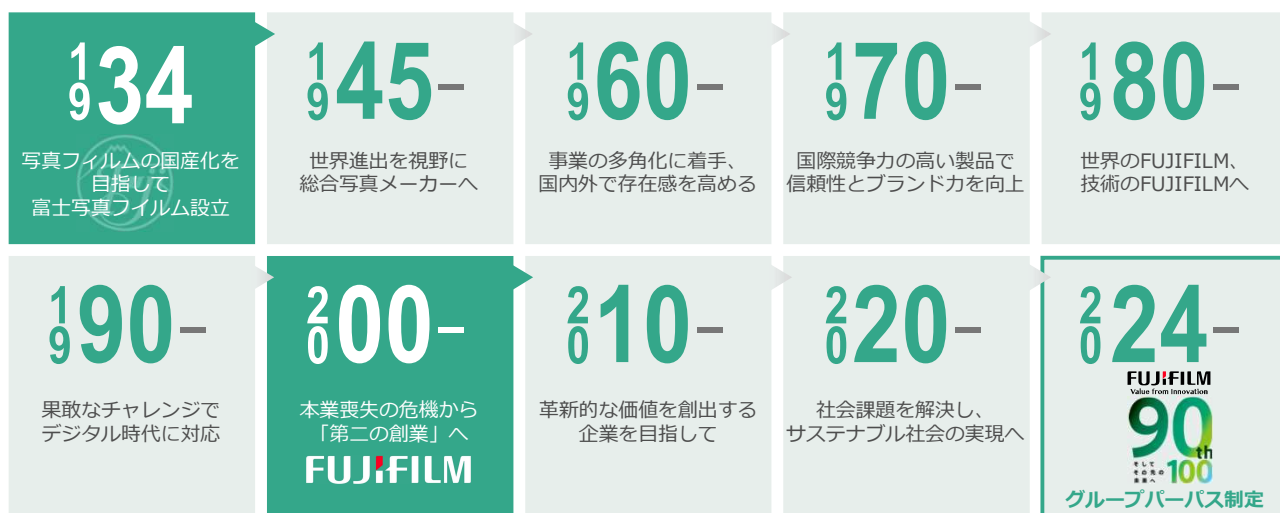 1934
写真フィルムの国産化を
目指して
富士写真フイルム設立
1945-
世界進出を視野に
総合写真メーカーへ
1960-
事業の多角化に着手、
国内外で存在感を高める
1970-
国際競争力の高い製品で
信頼性とブランド力を向上
1980-
世界のFUJIFILM、
技術のFUJIFILMへ
1990-
果敢なチャレンジで
デジタル時代に対応
2000-
本業喪失の危機から
「第二の創業」へ
FUJIFILM
2010-
革新的な価値を創出する
企業を目指して
2020-
社会課題を解決し、
サステナブル社会の実現へ
2024-
FUJIFILM
Value from Innovation
90th
そして
その先の
未来へ
100
グループパーパス制定